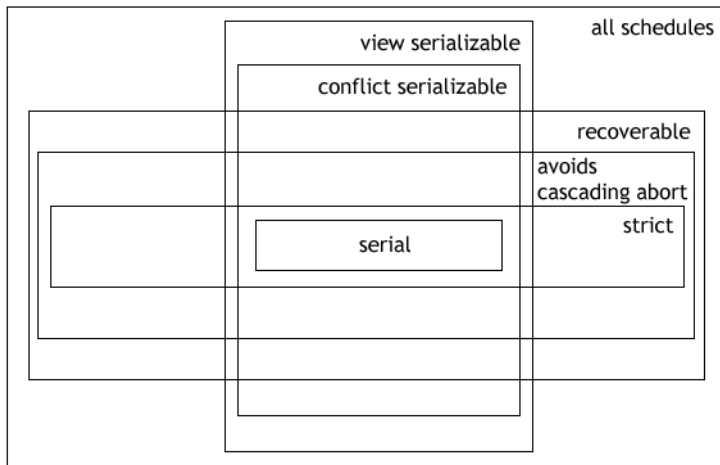 all schedules
view serializable
conflict serializable
recoverable
avoids
cascading abort
strict
serial